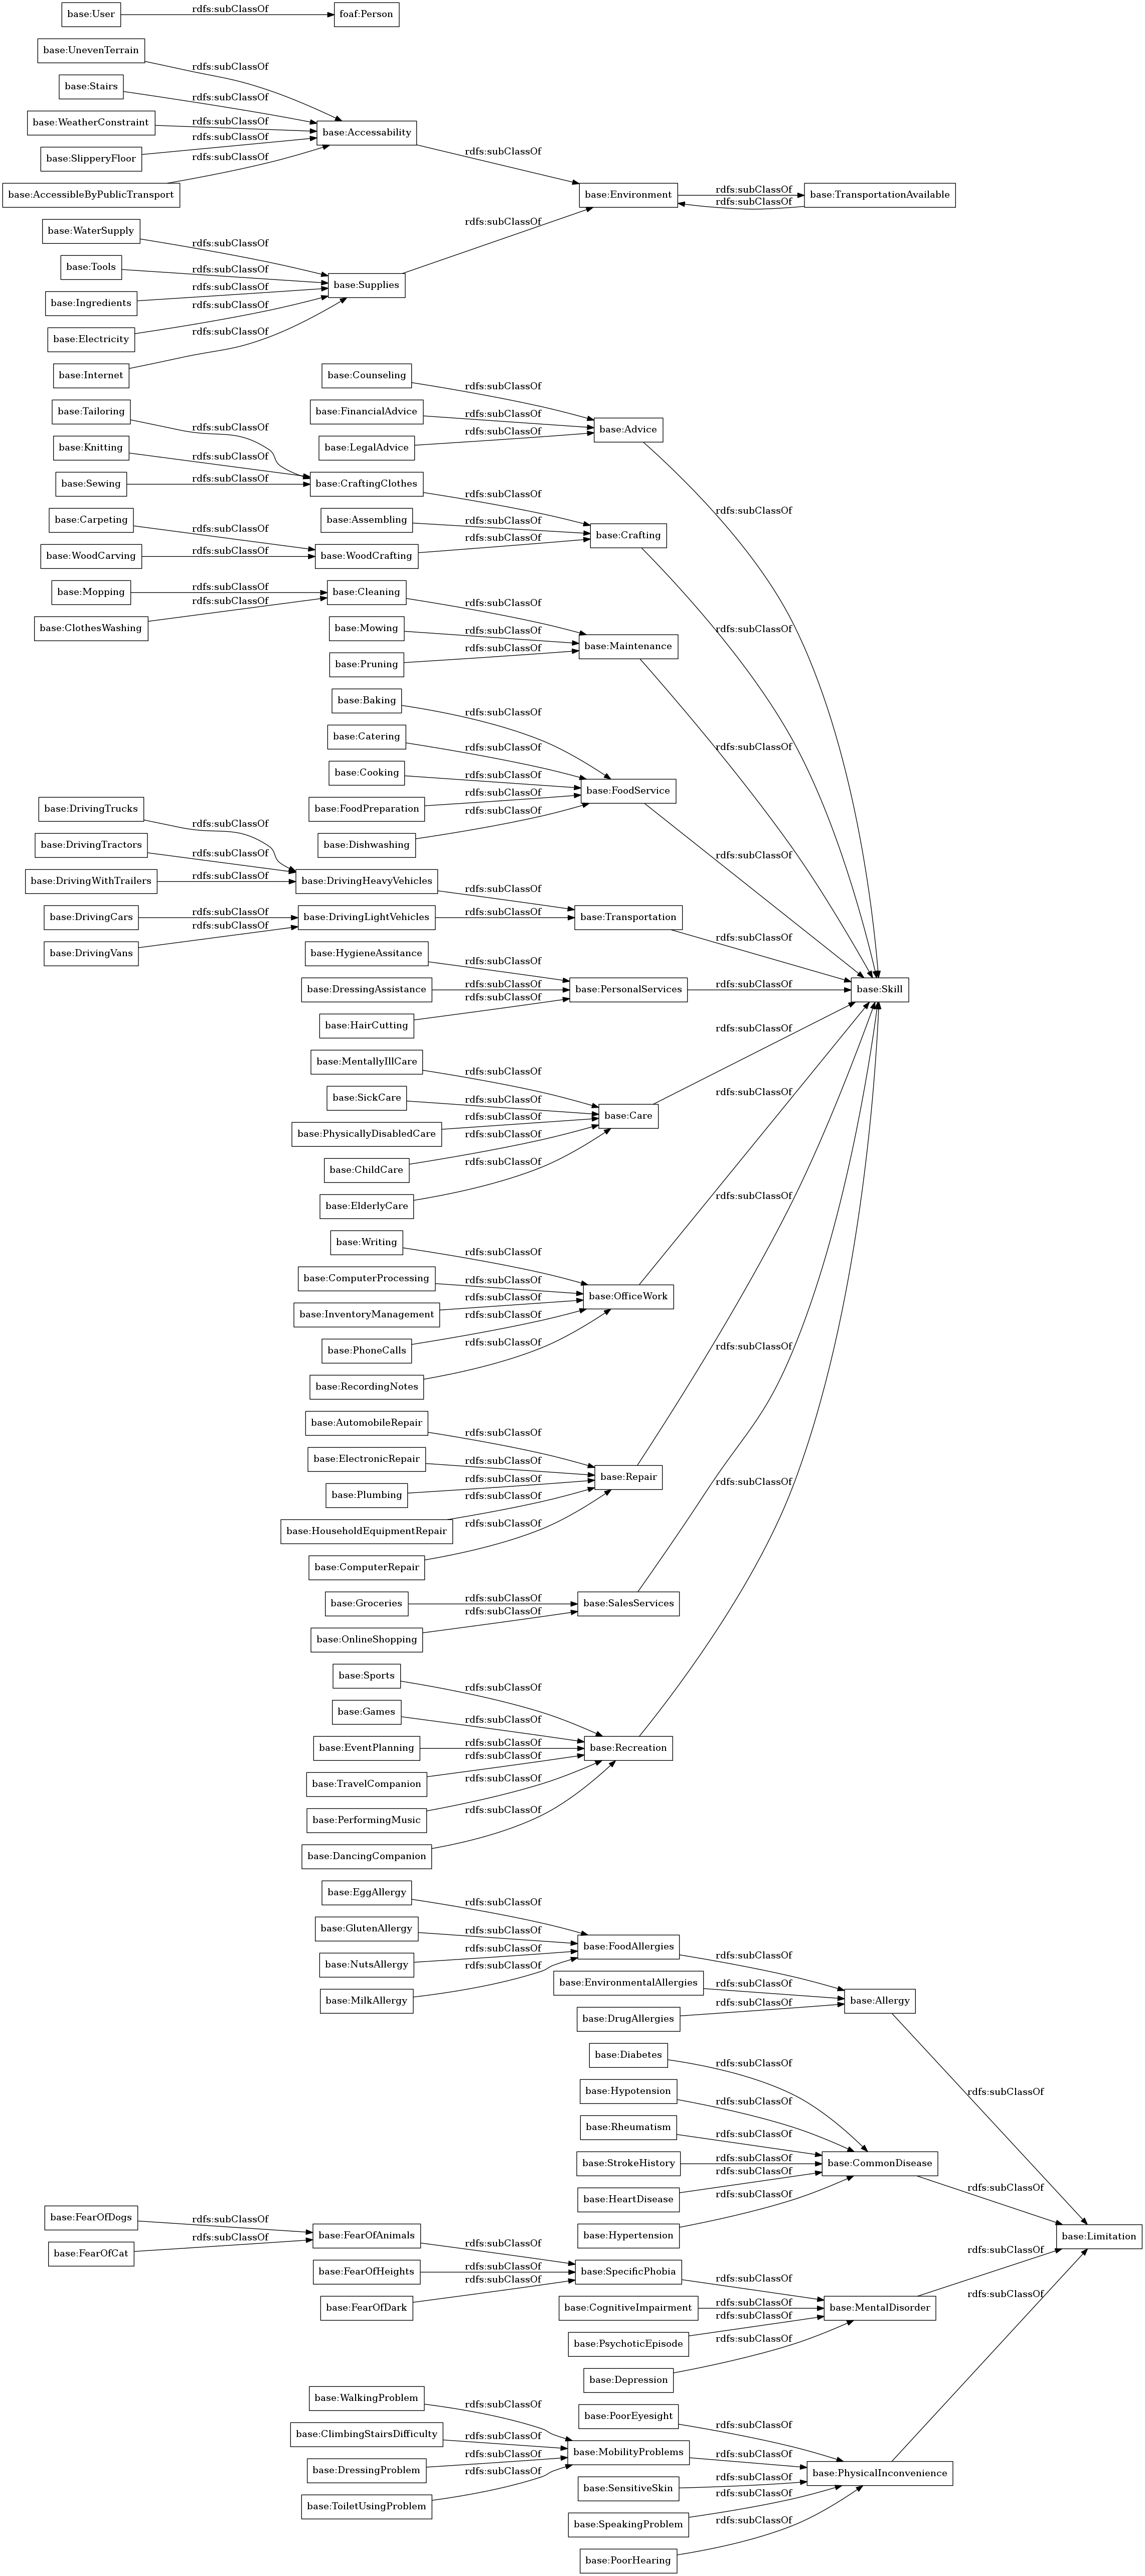 base:User
rdfs:subClassOf
foaf:Person
base:UnevenTerrain
rdfs:subClassOf
base:Stairs
rdfs:subClassOf
base:WeatherConstraint
rdfs:subClassOf
base:Accessability
base:SlipperyFloor
rdfs:subClassOf
rdfs:subClassOf
base:AccessibleByPublicTransport
rdfs:subClassOf
base:Environment
rdfs:subClassOf
base:TransportationAvailable
rdfs:subClassOf
base:WaterSupply
rdfs:subClassOf
rdfs:subClassOf
base:Tools
rdfs:subClassOf
base:Supplies
base:Ingredients
rdfs:subClassOf
rdfs:subClassOf
base:Electricity
rdfs:subClassOf
base:Internet
base:Counseling
rdfs:subClassOf
base:Tailoring
base:FinancialAdvice
rdfs:subClassOf
rdfs:subClassOf
rdfs:subClassOf
base:Advice
base:Knitting
rdfs:subClassOf
base:LegalAdvice
base:Sewing
rdfs:subClassOf
base:CraftingClothes
rdfs:subClassOf
rdfs:subClassOf
base:Carpeting
base:Assembling
rdfs:subClassOf
rdfs:subClassOf
base:Crafting
rdfs:subClassOf
base:WoodCarving
rdfs:subClassOf
base:WoodCrafting
base:Mopping
rdfs:subClassOf
base:Cleaning
rdfs:subClassOf
rdfs:subClassOf
base:ClothesWashing
base:Mowing
rdfs:subClassOf
rdfs:subClassOf
base:Maintenance
rdfs:subClassOf
base:Pruning
base:Baking
rdfs:subClassOf
base:Catering
rdfs:subClassOf
rdfs:subClassOf
base:Cooking
rdfs:subClassOf
base:FoodService
base:DrivingTrucks
base:FoodPreparation
rdfs:subClassOf
rdfs:subClassOf
rdfs:subClassOf
base:DrivingTractors
rdfs:subClassOf
base:Dishwashing
rdfs:subClassOf
base:DrivingWithTrailers
rdfs:subClassOf
base:DrivingHeavyVehicles
rdfs:subClassOf
base:DrivingCars
rdfs:subClassOf
base:DrivingLightVehicles
rdfs:subClassOf
base:Transportation
rdfs:subClassOf
base:DrivingVans
rdfs:subClassOf
base:HygieneAssitance
rdfs:subClassOf
base:DressingAssistance
rdfs:subClassOf
base:PersonalServices
rdfs:subClassOf
base:Skill
rdfs:subClassOf
base:HairCutting
rdfs:subClassOf
base:MentallyIllCare
rdfs:subClassOf
base:SickCare
rdfs:subClassOf
rdfs:subClassOf
base:Care
rdfs:subClassOf
base:PhysicallyDisabledCare
rdfs:subClassOf
base:ChildCare
rdfs:subClassOf
base:ElderlyCare
rdfs:subClassOf
base:Writing
rdfs:subClassOf
base:ComputerProcessing
rdfs:subClassOf
rdfs:subClassOf
base:OfficeWork
base:InventoryManagement
rdfs:subClassOf
rdfs:subClassOf
base:PhoneCalls
rdfs:subClassOf
base:RecordingNotes
base:AutomobileRepair
rdfs:subClassOf
base:ElectronicRepair
rdfs:subClassOf
rdfs:subClassOf
base:Repair
rdfs:subClassOf
base:Plumbing
rdfs:subClassOf
base:HouseholdEquipmentRepair
rdfs:subClassOf
base:ComputerRepair
base:Groceries
rdfs:subClassOf
base:SalesServices
rdfs:subClassOf
base:OnlineShopping
base:Sports
rdfs:subClassOf
base:Games
rdfs:subClassOf
base:EventPlanning
rdfs:subClassOf
base:Recreation
rdfs:subClassOf
base:TravelCompanion
rdfs:subClassOf
base:PerformingMusic
rdfs:subClassOf
base:DancingCompanion
base:EggAllergy
rdfs:subClassOf
base:GlutenAllergy
rdfs:subClassOf
base:FoodAllergies
rdfs:subClassOf
base:NutsAllergy
rdfs:subClassOf
rdfs:subClassOf
base:EnvironmentalAllergies
rdfs:subClassOf
base:MilkAllergy
base:Allergy
rdfs:subClassOf
base:DrugAllergies
base:Diabetes
rdfs:subClassOf
base:Hypotension
rdfs:subClassOf
rdfs:subClassOf
base:Rheumatism
rdfs:subClassOf
base:StrokeHistory
rdfs:subClassOf
base:CommonDisease
rdfs:subClassOf
base:HeartDisease
rdfs:subClassOf
rdfs:subClassOf
base:FearOfDogs
rdfs:subClassOf
base:FearOfAnimals
base:Hypertension
base:Limitation
rdfs:subClassOf
base:FearOfCat
rdfs:subClassOf
rdfs:subClassOf
base:FearOfHeights
rdfs:subClassOf
base:SpecificPhobia
rdfs:subClassOf
rdfs:subClassOf
rdfs:subClassOf
base:FearOfDark
base:CognitiveImpairment
rdfs:subClassOf
base:MentalDisorder
rdfs:subClassOf
base:PsychoticEpisode
rdfs:subClassOf
base:Depression
base:WalkingProblem
rdfs:subClassOf
base:PoorEyesight
rdfs:subClassOf
base:ClimbingStairsDifficulty
rdfs:subClassOf
rdfs:subClassOf
base:MobilityProblems
rdfs:subClassOf
base:DressingProblem
rdfs:subClassOf
base:PhysicalInconvenience
rdfs:subClassOf
base:SensitiveSkin
rdfs:subClassOf
base:ToiletUsingProblem
base:SpeakingProblem
rdfs:subClassOf
base:PoorHearing